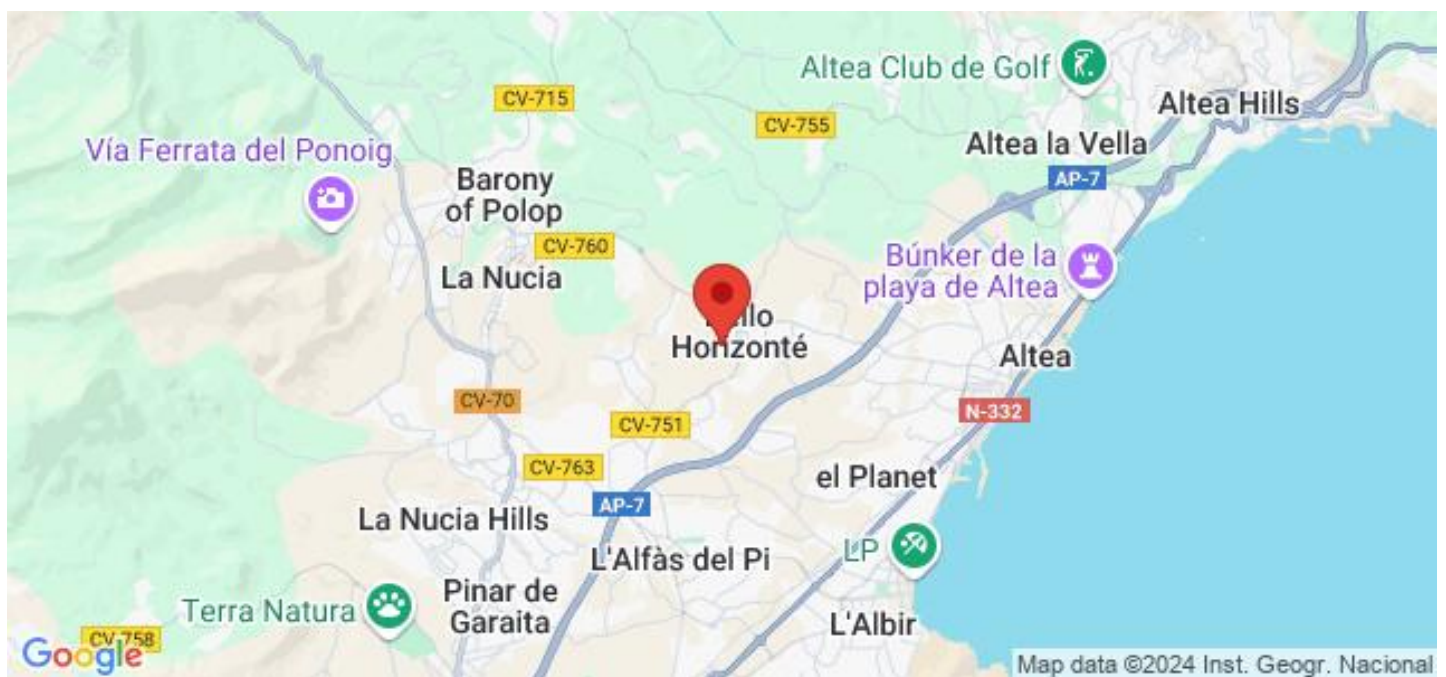 Altea Club de Golf
CV-715
Altea Hills
CV-755
Altea la Vella
Vía Ferrata del Ponoig
AP-7
Barony
of Polop
CV-760
Búnker de la
playa de Altea
La Nucia
Horizonté
Altea
CV-70
N-332
CV-751
CV-763
el Planet
AP-7
La Nucia Hills
LP
L'Alfàs del Pi
Pinar de
Garaita
Terra Natura
L'Albir
CV-758
Google
Map data ©2024 Inst. Geogr. Nacional